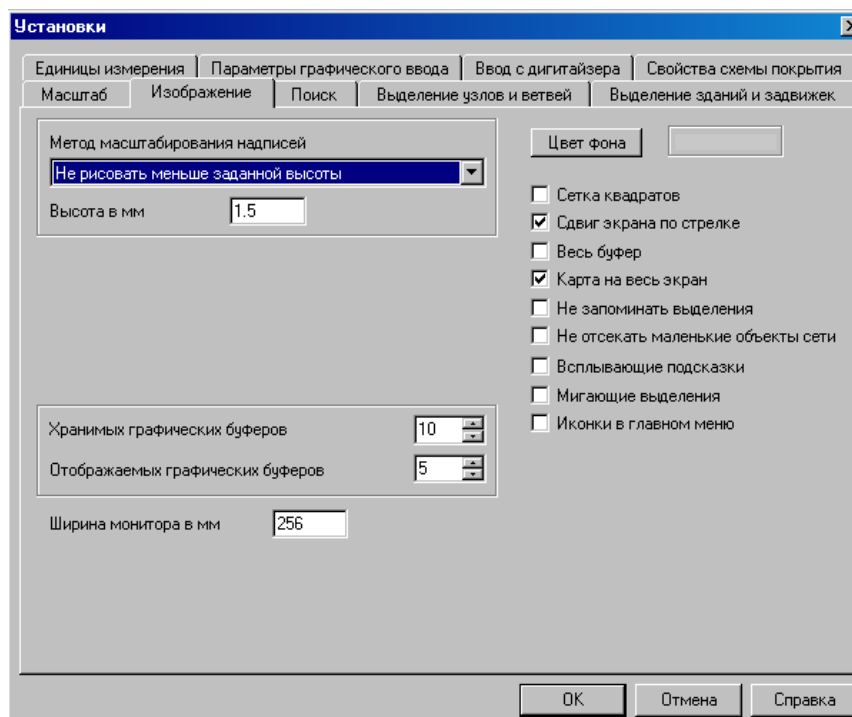 Установки
Единицы измерения
Параметры графического ввода
Ввод с дигитайзера
Свойства схемы покрытия
Масштаб
Изображение
Поиск
Выделение узлов и ветвей
Выделение зданий и задвижек
Метод масштабирования надписей
Не рисовать меньше заданной высоты
Высота в мм
1.5
Хранимых графических буферов
10
Отображаемых графических буферов
5
Ширина монитора в мм
256
Цвет фона
Сетка квадратов
Сдвиг экрана по стрелке
Весь буфер
Карта на весь экран
Не запоминать выделения
Не отсекать маленькие объекты сети
Всплывающие подсказки
Мигающие выделения
Иконки в главном меню
OK
Отмена
Справка